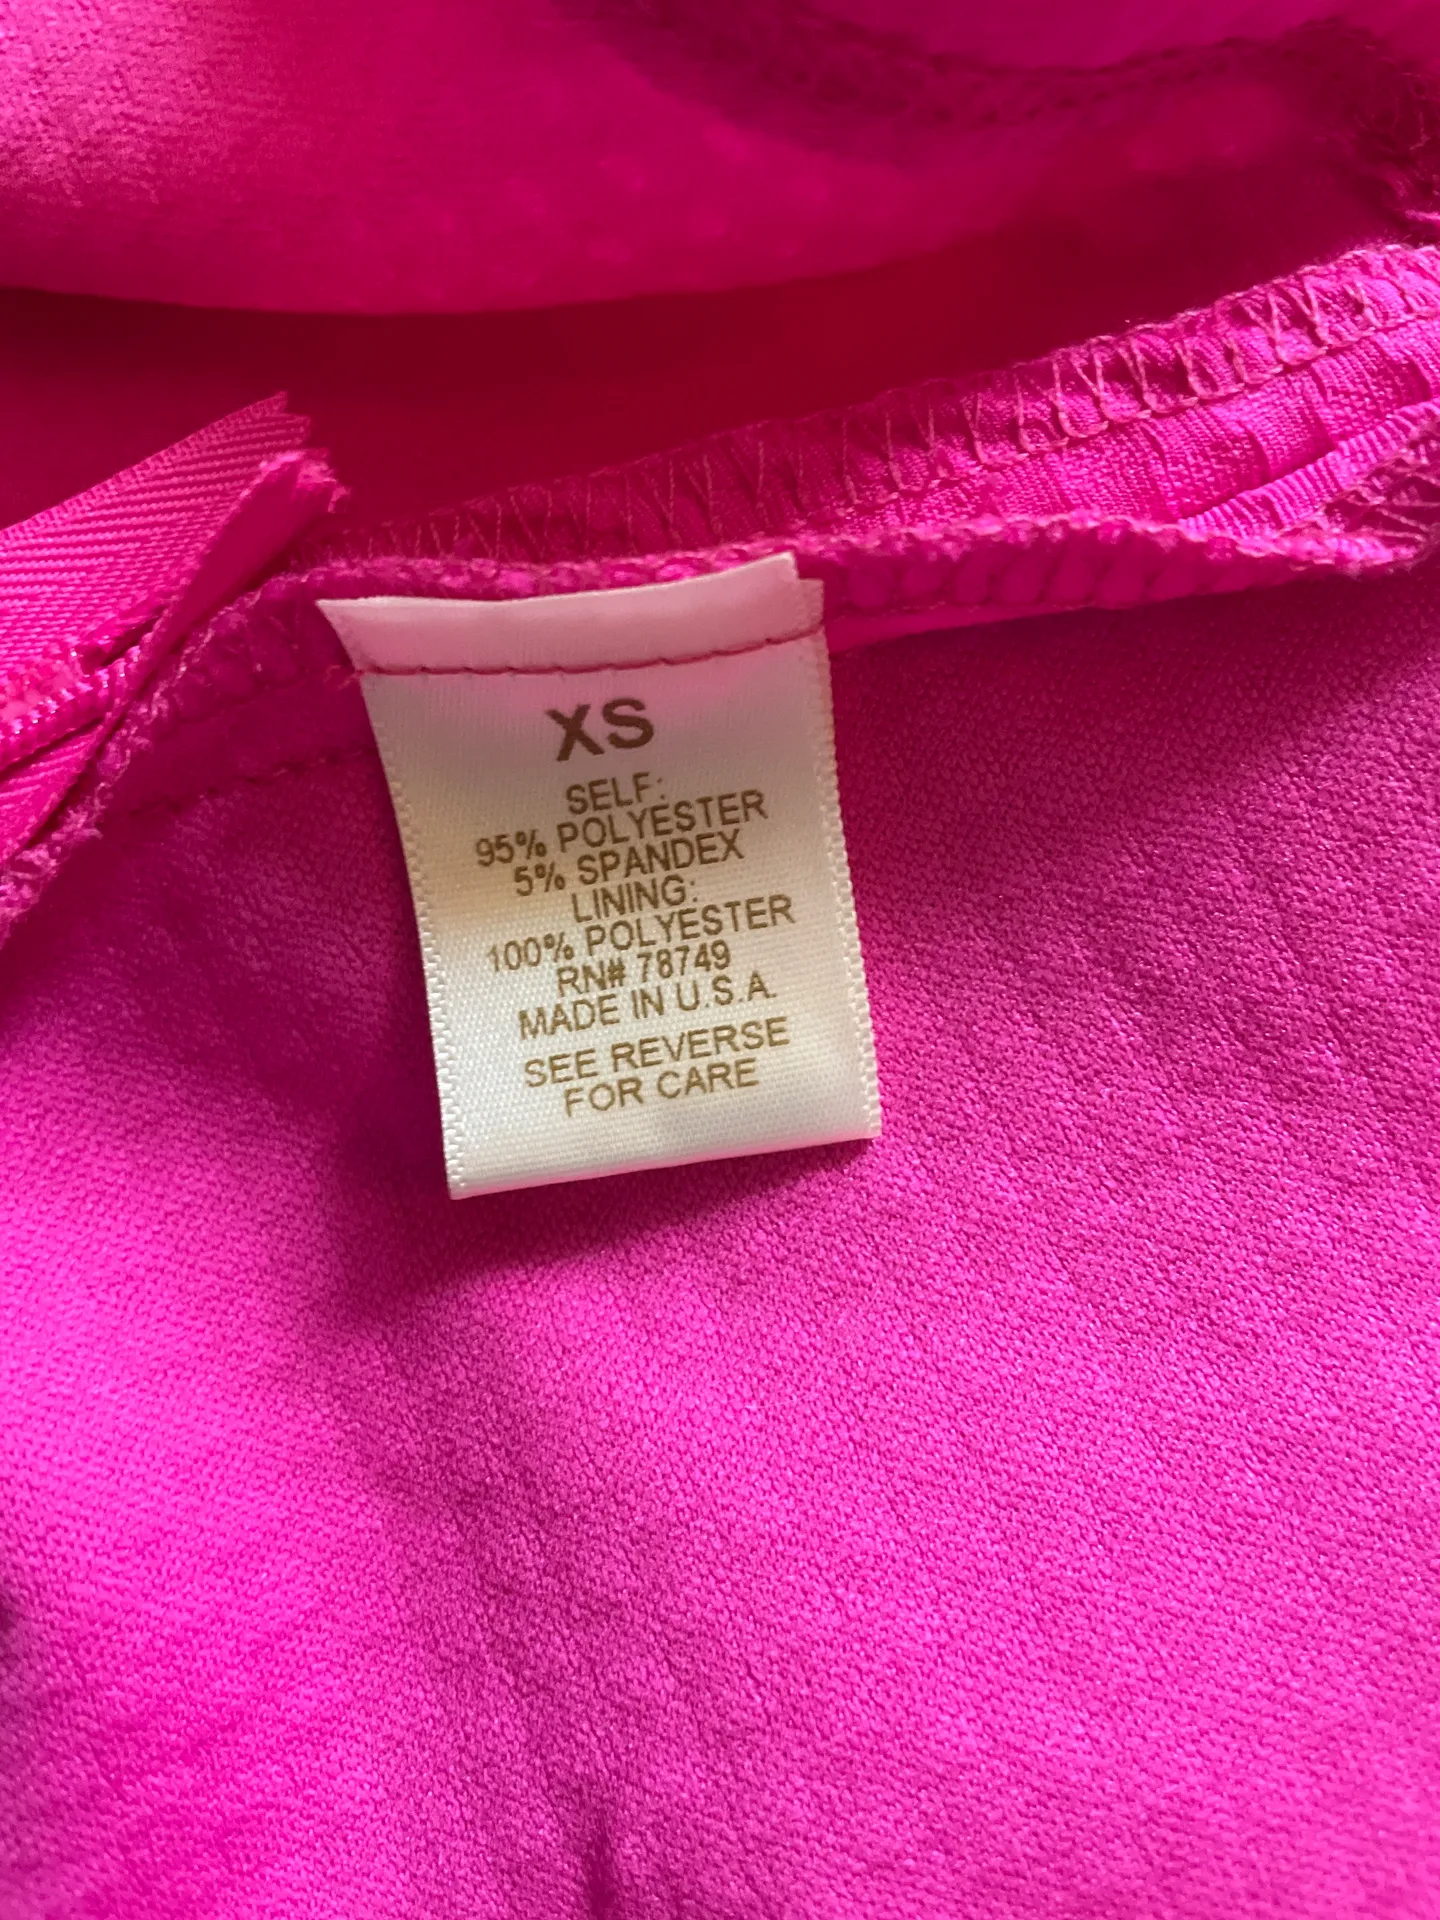 XS
SELF:
95% POLYESTER
5% SPANDEX
LINING:
100% POLYESTER
RN# 78749
MADE IN U.S.A.
SEE REVERSE
FOR CARE